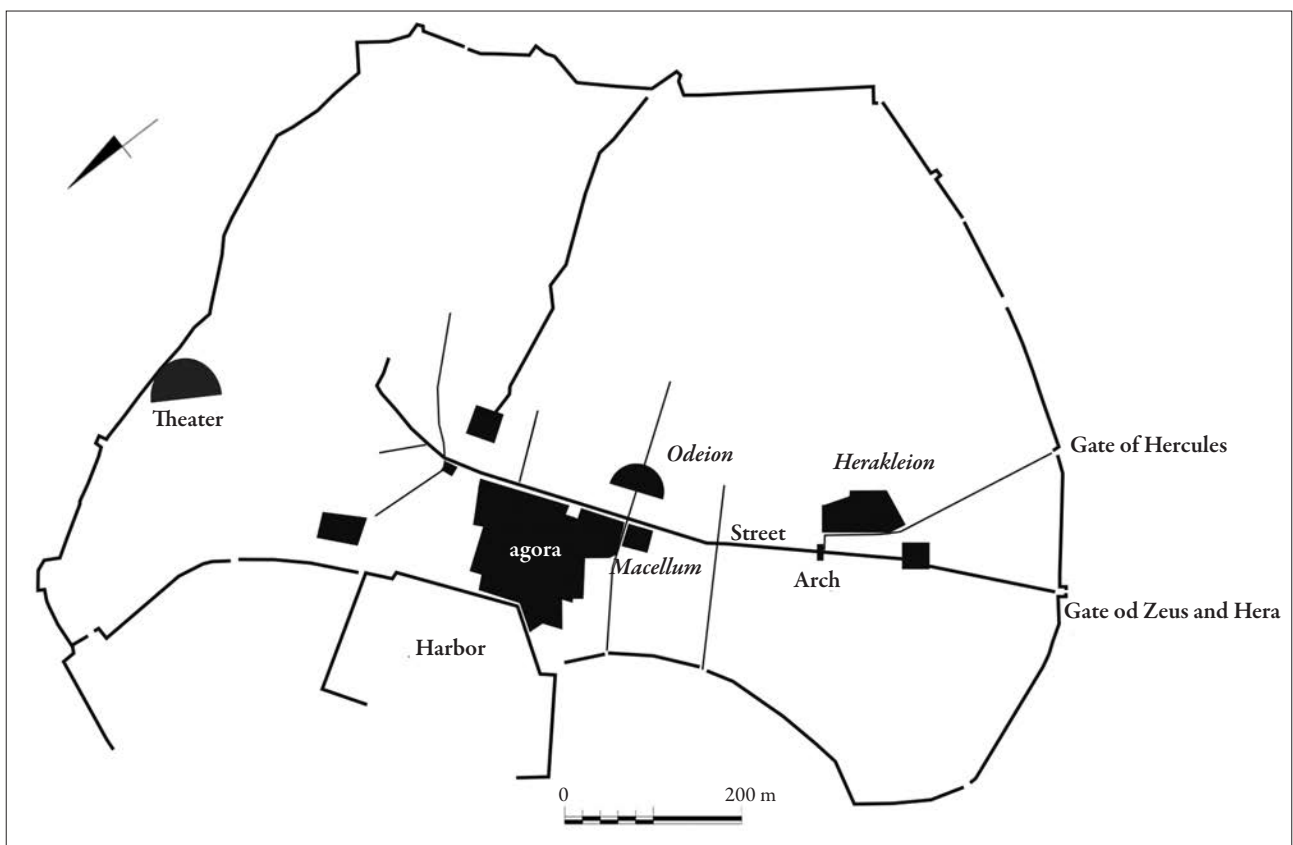 Gate of Hercules
Odeion
Herakleion
Theater
Street
agora
Macellum
Arch
Gate od Zeus and Hera
Harbor
0
200 m